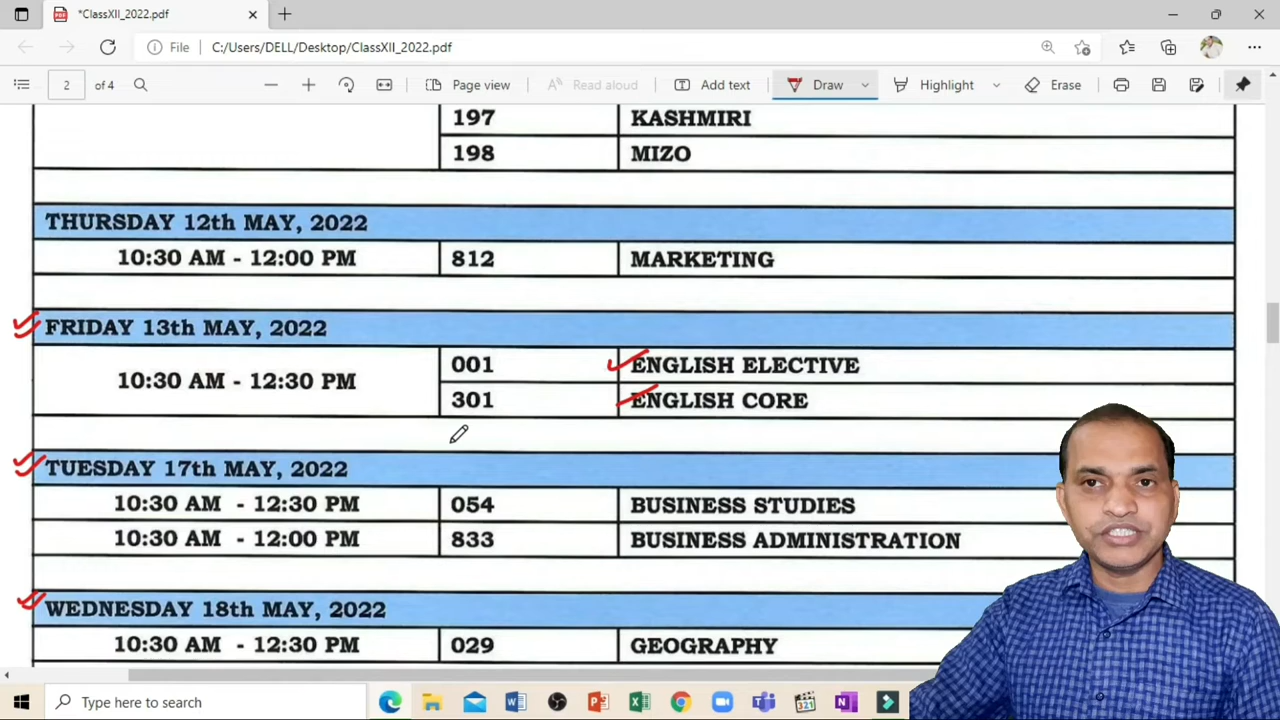 *ClassXII_2022.pdf
File C:/Users/DELL/Desktop/ClassXII_2022.pdf
2 of 4 Page view Read aloud Add text Draw Highlight Erase
197 KASHMIRI
198 MIZO
THURSDAY 12th MAY, 2022
10:30 AM - 12:00 PM 812 MARKETING
FRIDAY 13th MAY, 2022
10:30 AM - 12:30 PM
001 ENGLISH ELECTIVE
301 ENGLISH CORE
TUESDAY 17th MAY, 2022
10:30 AM - 12:30 PM 054 BUSINESS STUDIES
10:30 AM - 12:00 PM 833 BUSINESS ADMINISTRATION
WEDNESDAY 18th MAY, 2022
10:30 AM - 12:30 PM 029 GEOGRAPHY
Type here to search
321